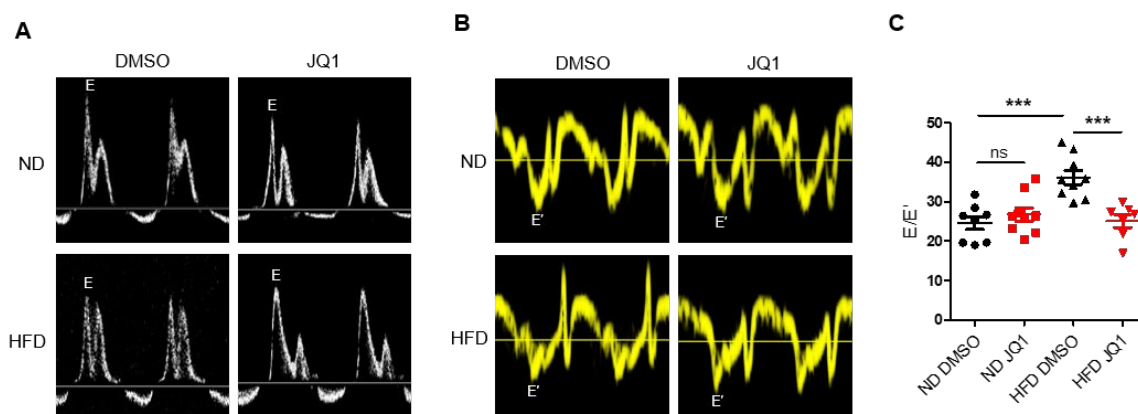 A
DMSO JQ1
ND
E E
HFD
E E
B
DMSO JQ1
ND
E' E'
HFD
E' E'
C
*** ***
ns
50
40
30
20
10
0
E/E'
ND DMSO
ND JQ1
HFD DMSO
HFD JQ1